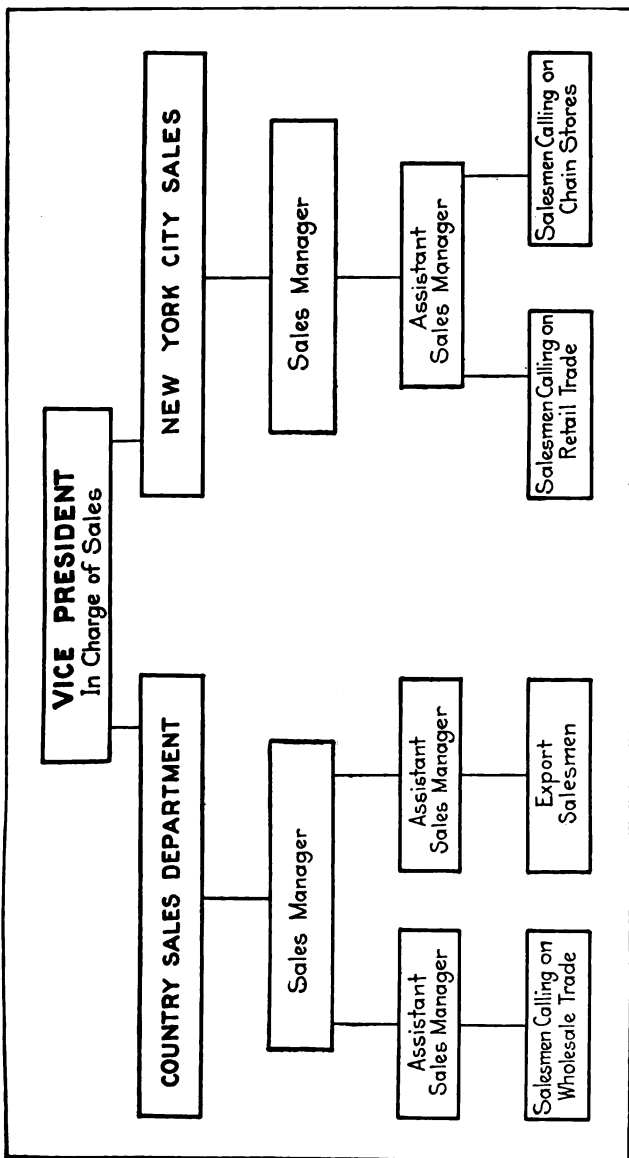 VICE PRESIDENT
In Charge of Sales
COUNTRY SALES DEPARTMENT
NEW YORK CITY SALES
Sales Manager
Sales Manager
Assistant
Sales Manager
Assistant
Sales Manager
Assistant
Sales Manager
Salesmen Calling on
Wholesale Trade
Export
Salesmen
Salesmen Calling on
Retail Trade
Salesmen Calling on
Chain Stores